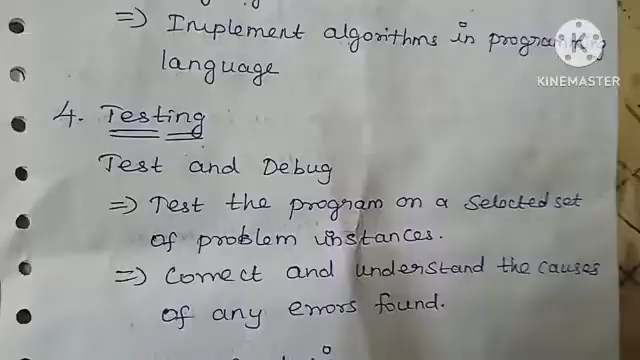 => Implement algorithms in programming
language
KINEMASTER
4. Testing
Test and Debug
=> Test the program on a selected set
of problem instances.
=> Correct and understand the causes
of any errors found.